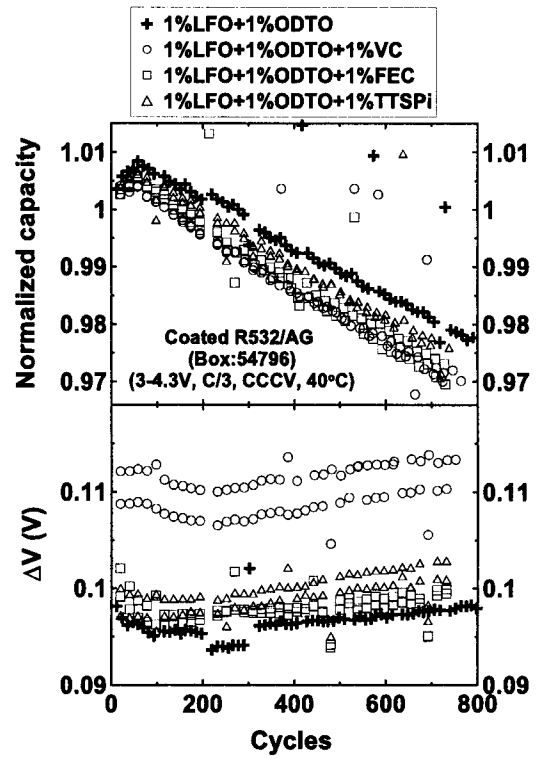 1%LFO+1%ODTO
1%LFO+1%ODTO+1%VC
1%LFO+1%ODTO+1%FEC
1%LFO+1%ODTO+1%TTSPi
Normalized capacity
1.01
1
0.99
0.98
0.97
1.01
1
0.99
0.98
0.97
Coated R532/AG
(Box:54796)
(3-4.3V, C/3, CCCV, 40°C)
ΔV (V)
0.11
0.1
0.09
0.11
0.1
0.09
0 200 400 600 800
Cycles